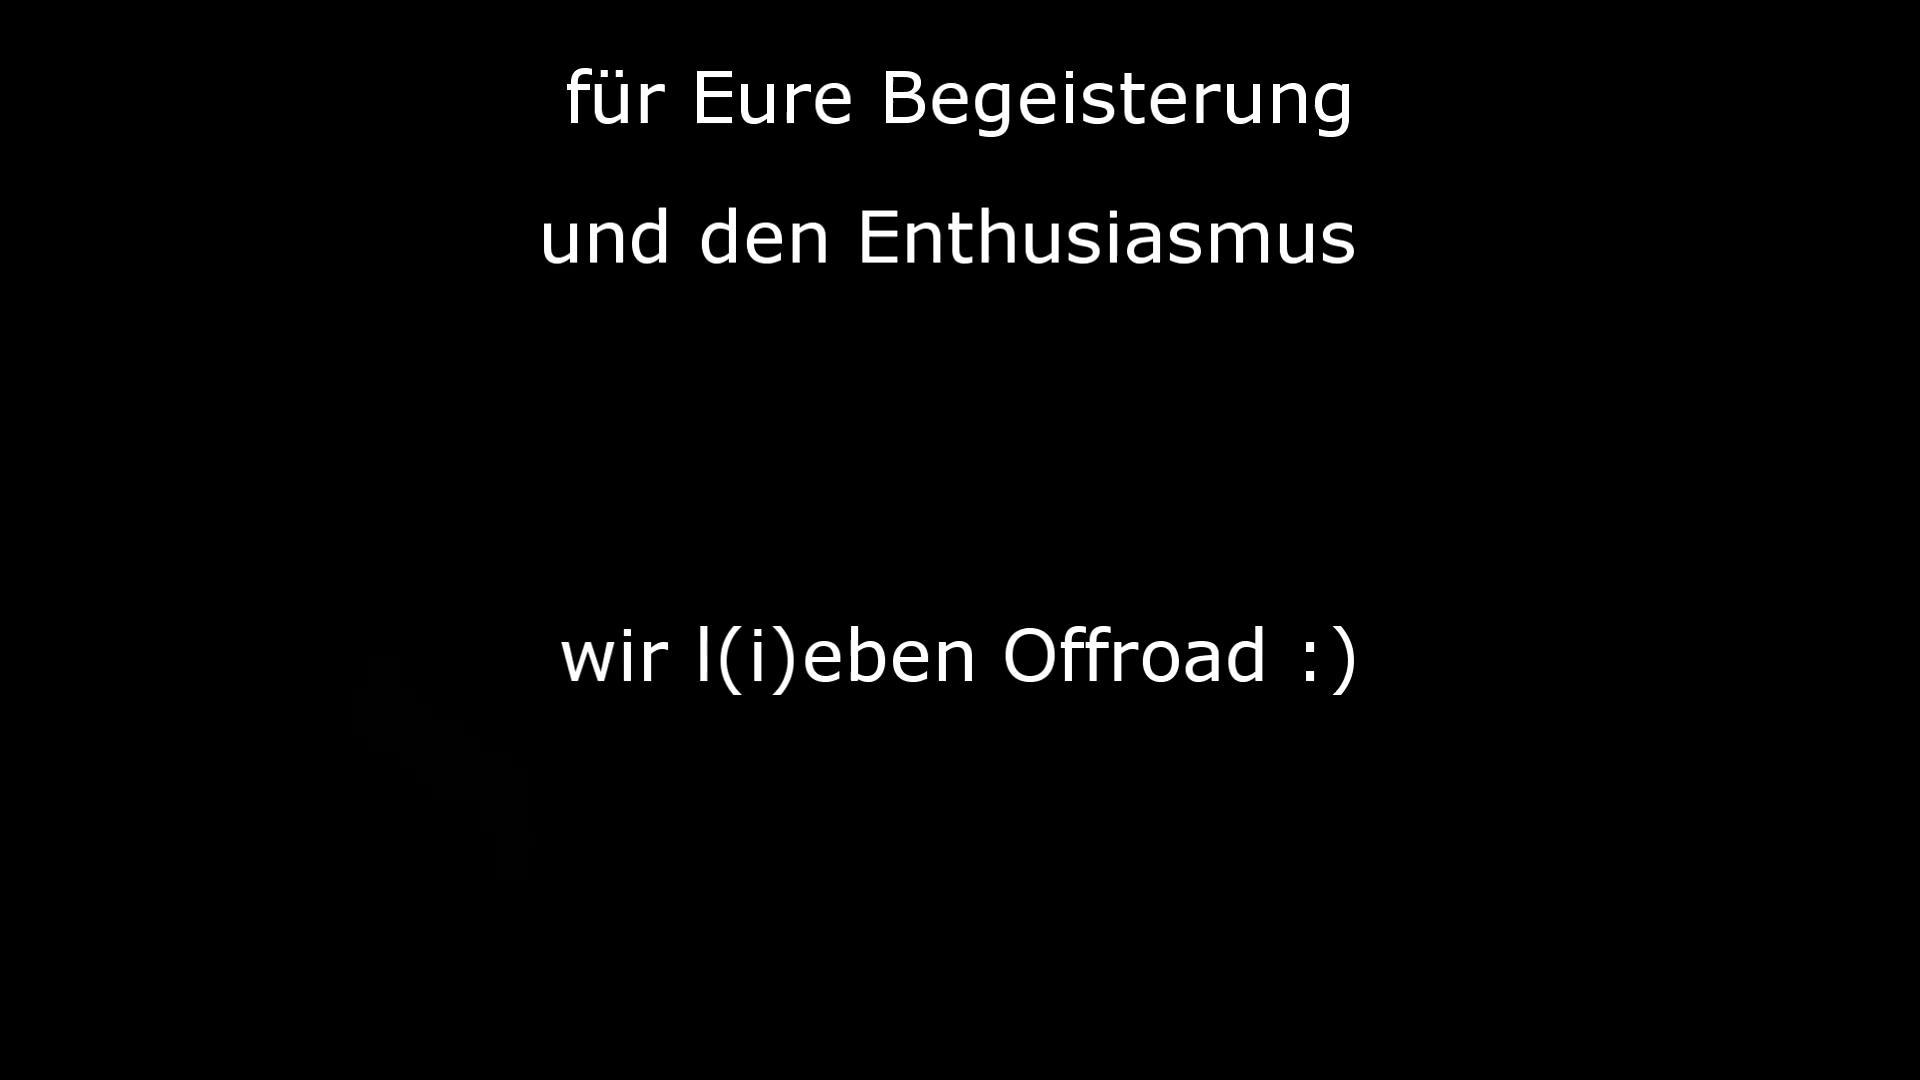 für Eure Begeisterung
und den Enthusiasmus
wir l(i)eben Offroad :)